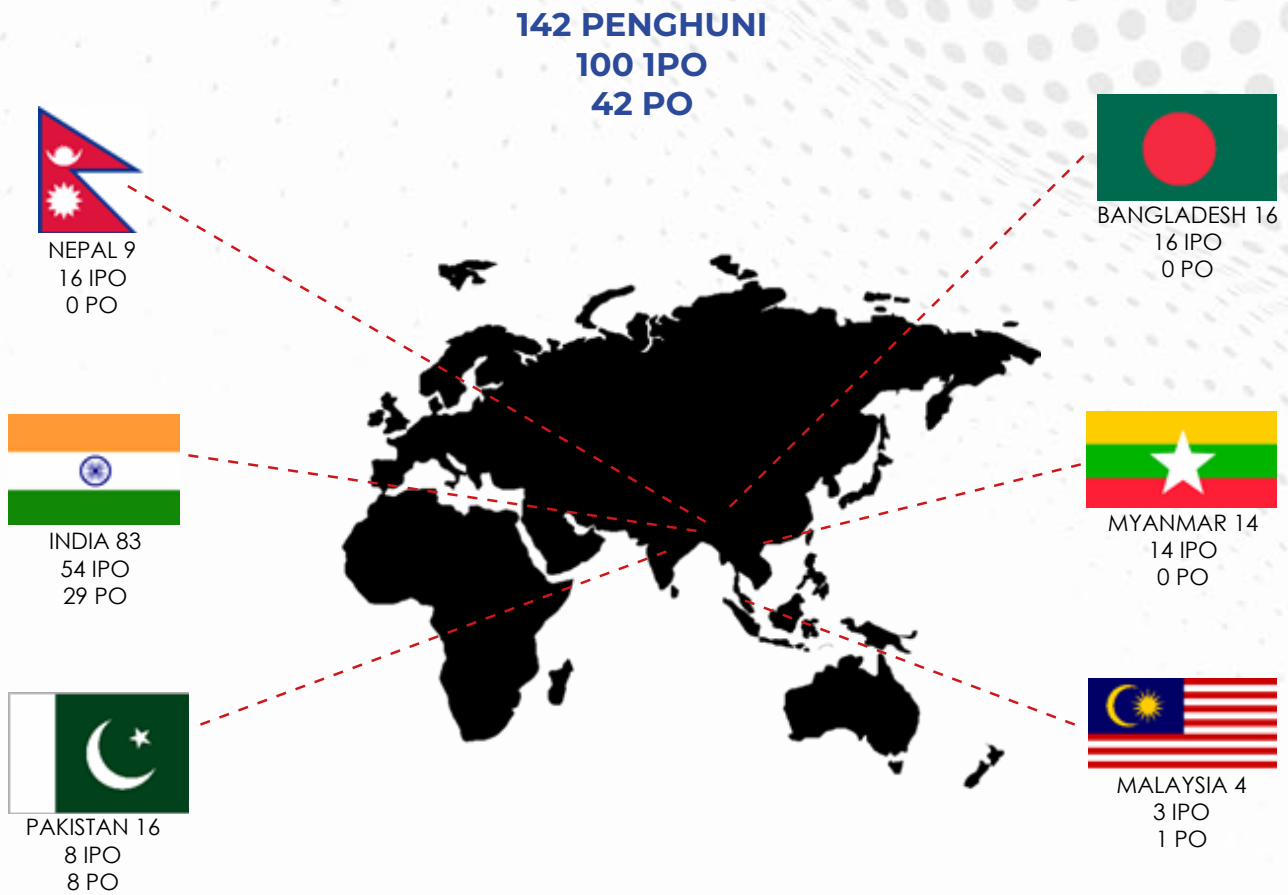 142 PENGHUNI
100 1PO
42 PO
NEPAL 9
16 IPO
0 PO
INDIA 83
54 IPO
29 PO
PAKISTAN 16
8 IPO
8 PO
BANGLADESH 16
16 IPO
0 PO
MYANMAR 14
14 IPO
0 PO
MALAYSIA 4
3 IPO
1 PO